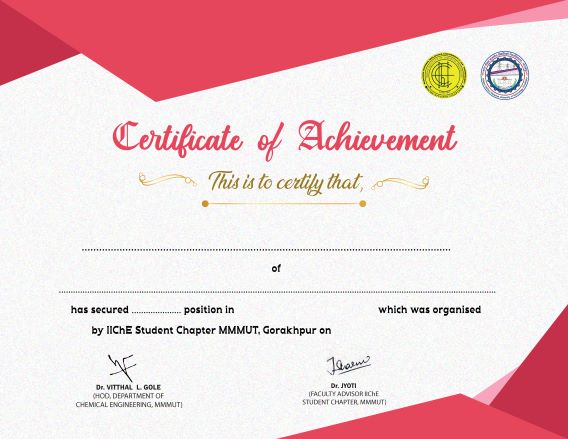 Certificate of Achievement
This is to certify that,
................................................................................................
of
..................................................................................................................
has secured .................... position in which was organised
by IIChE Student Chapter MMMUT, Gorakhpur on
Dr. VITTHAL L. GOLE
(HOD, DEPARTMENT OF
CHEMICAL ENGINEERING, MMMUT)
Dr. JYOTI
(FACULTY ADVISOR IIChe
STUDENT CHAPTER, MMMUT)